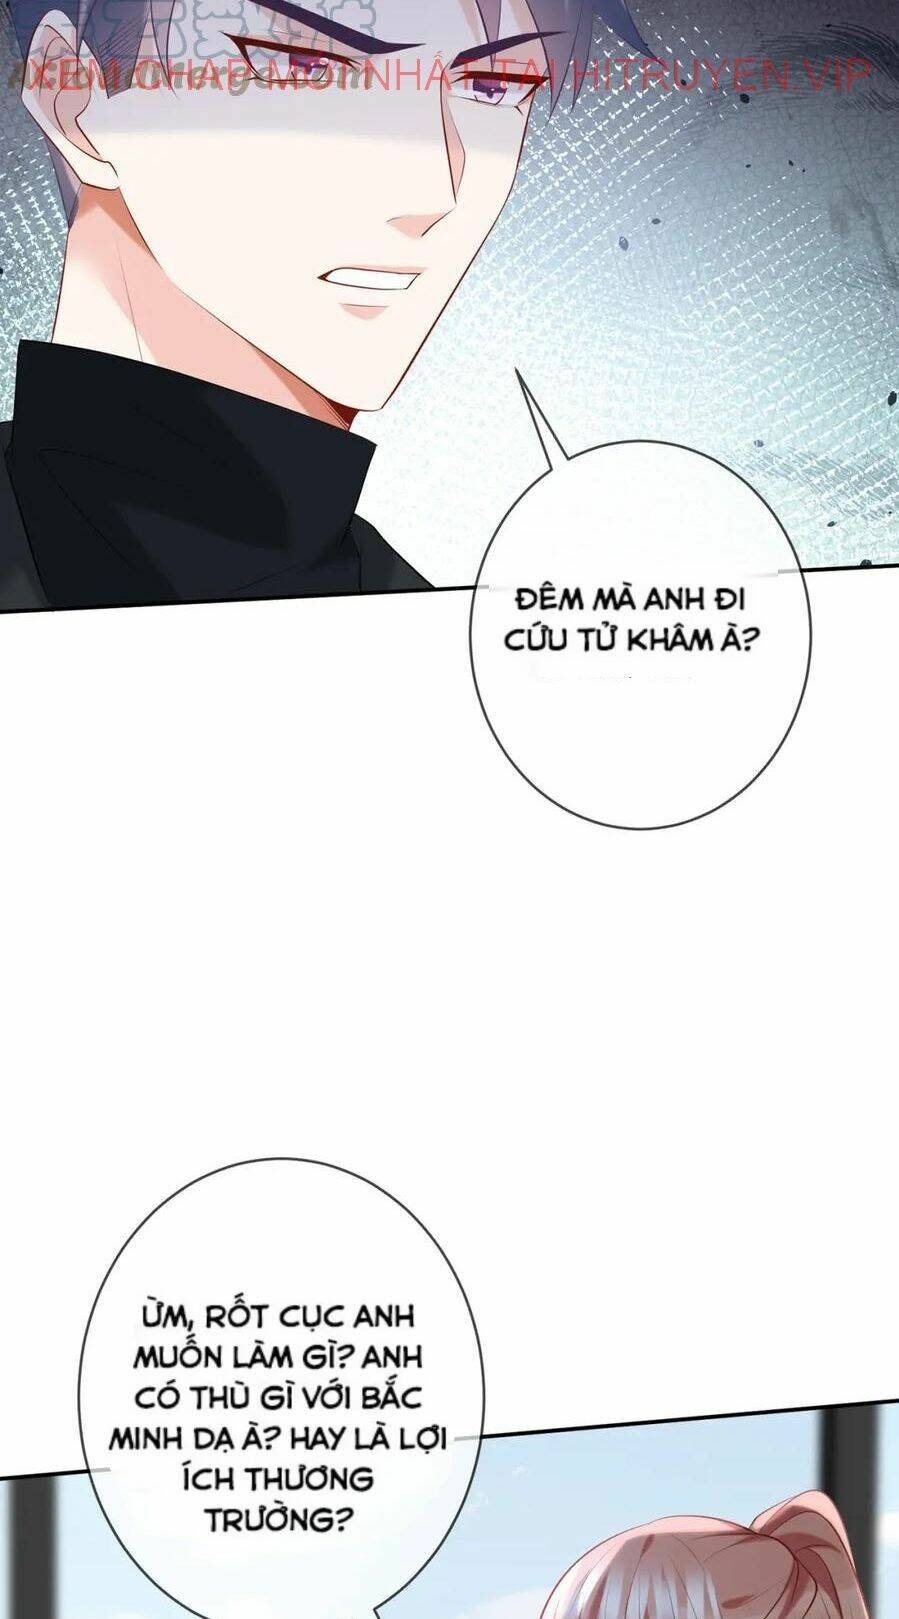 XEM CHAP MỚI NHẤT TẠI HITRUYEN.VIP
ĐÊM MÀ ANH ĐI
CỨU TỬ KHÂM À?
ỪM, RỐT CỤC ANH
MUỐN LÀM GÌ? ANH
CÓ THÙ GÌ VỚI BẮC
MINH DẠ À? HAY LÀ LỢI
ÍCH THƯƠNG
TRƯỜNG?